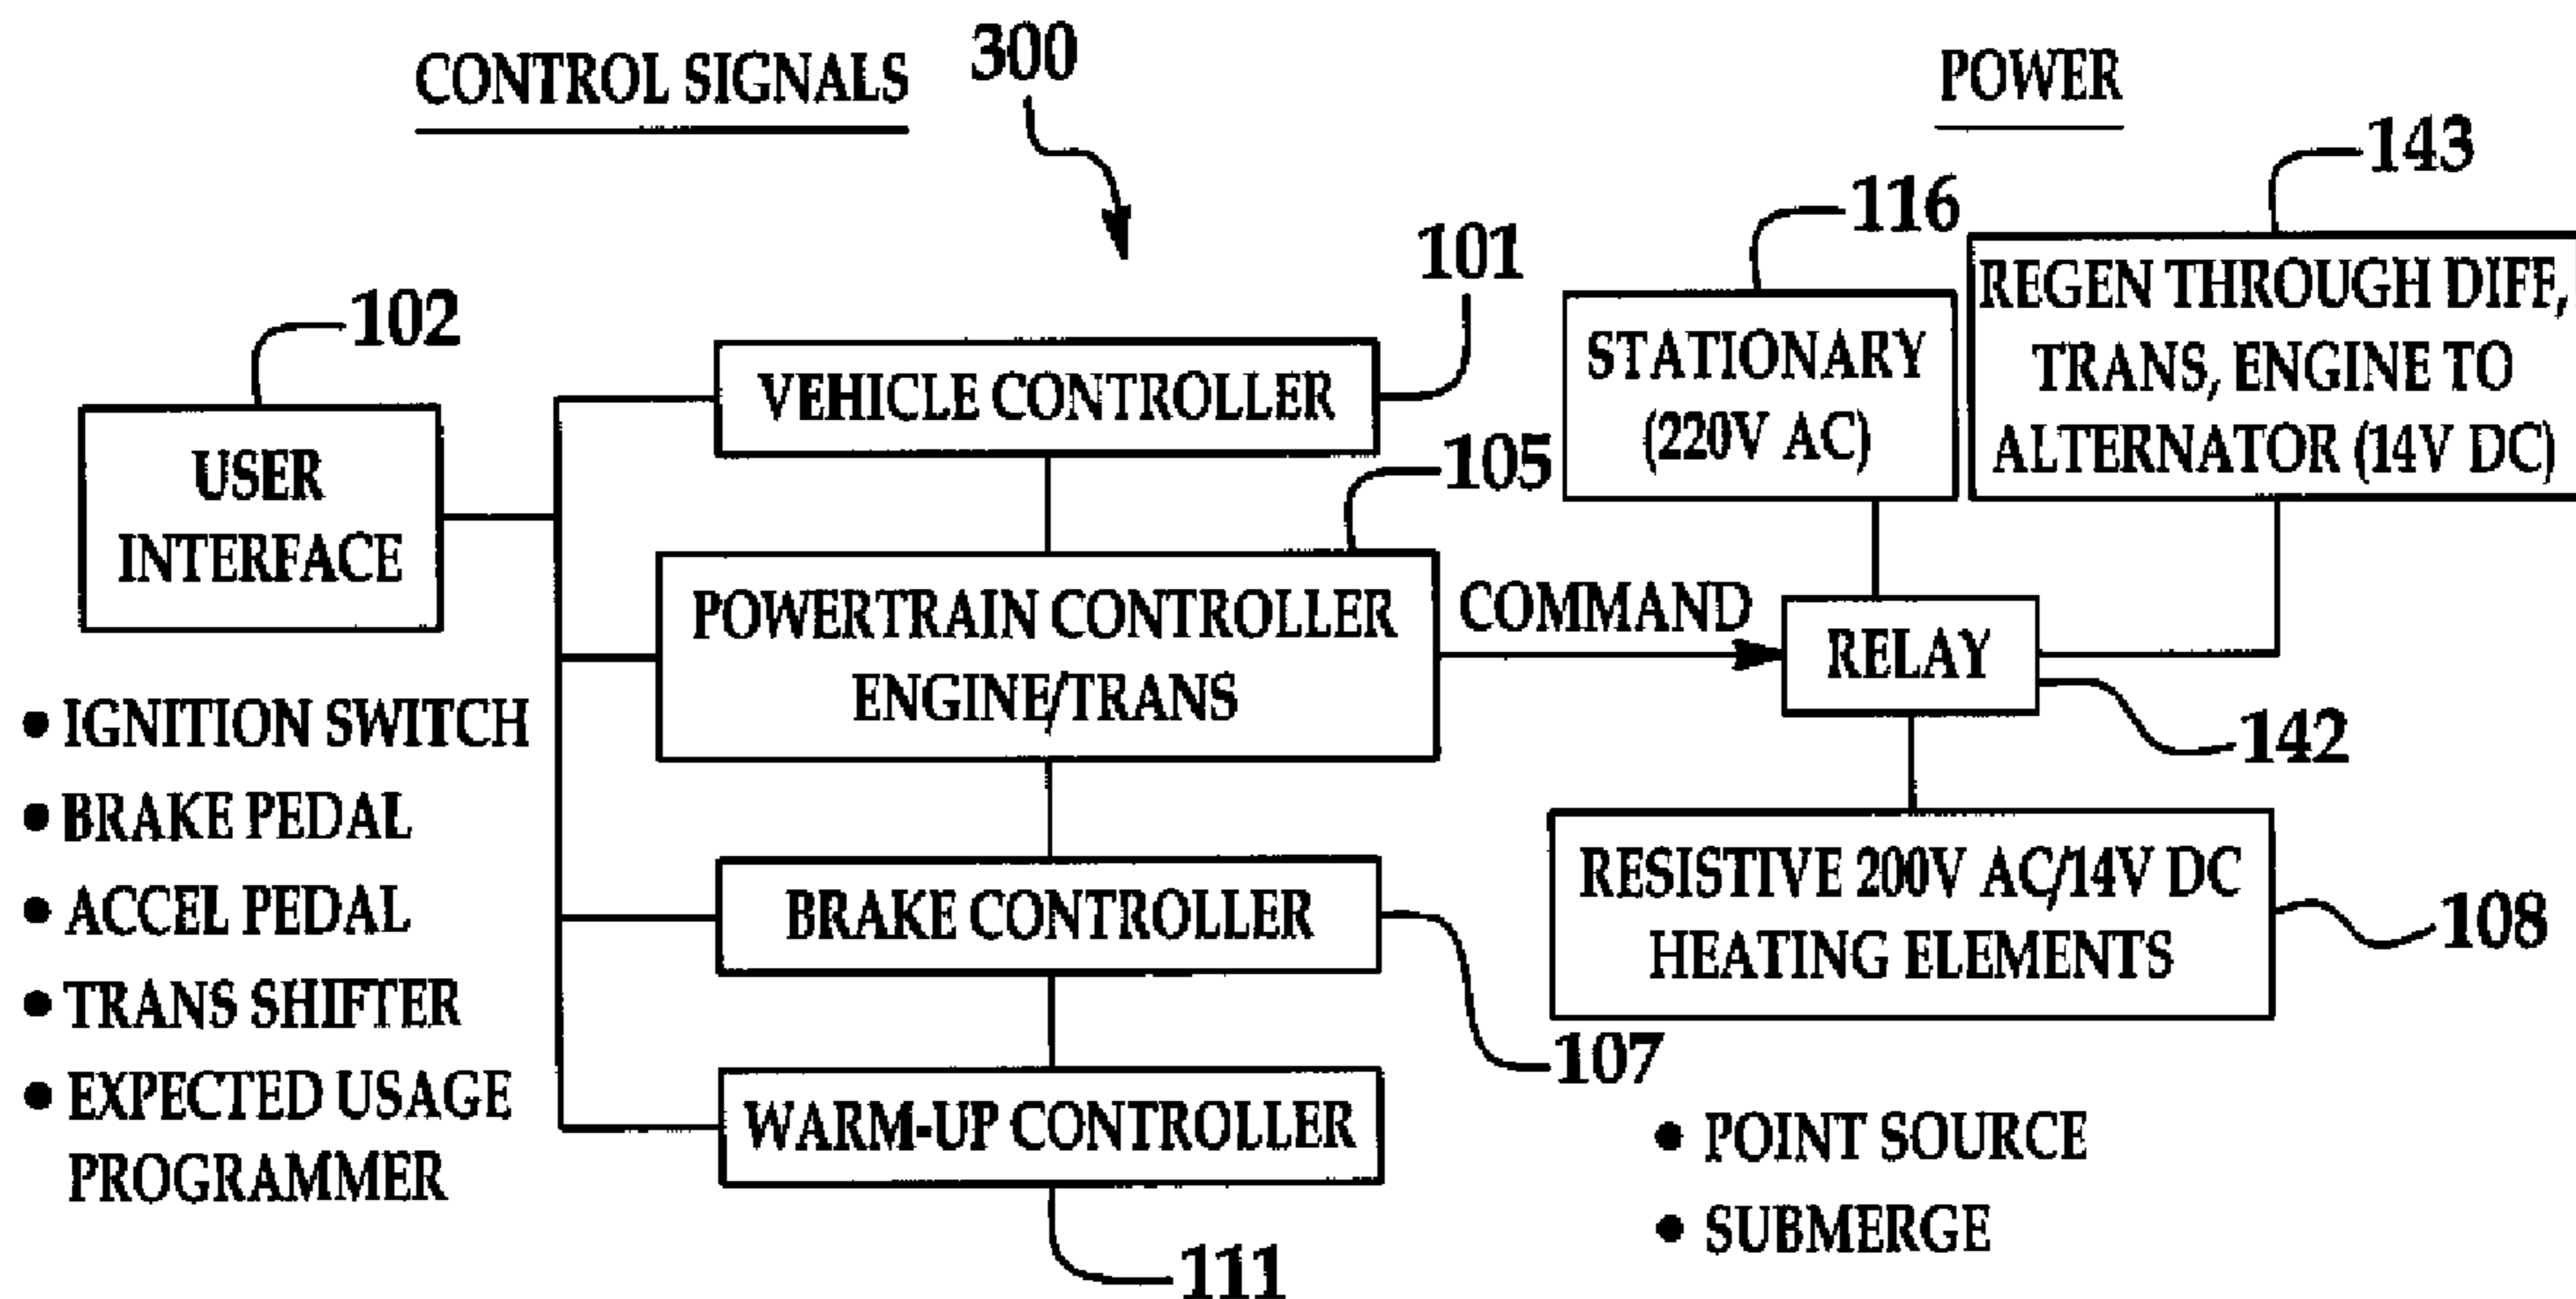 CONTROL SIGNALS
300
POWER
143
116
101
102
REGEN THROUGH DIFF,
TRANS, ENGINE TO
ALTERNATOR (14V DC)
STATIONARY
(220V AC)
VEHICLE CONTROLLER
105
USER
INTERFACE
POWERTRAIN CONTROLLER
ENGINE/TRANS
COMMAND
RELAY
142
• IGNITION SWITCH
• BRAKE PEDAL
• ACCEL PEDAL
• TRANS SHIFTER
• EXPECTED USAGE
PROGRAMMER
BRAKE CONTROLLER
107
RESISTIVE 200V AC/14V DC
HEATING ELEMENTS
108
WARM-UP CONTROLLER
111
• POINT SOURCE
• SUBMERGE